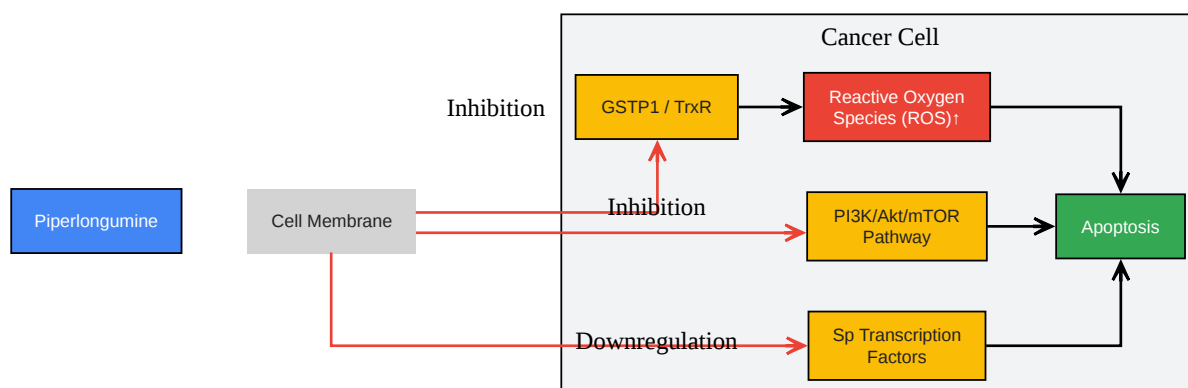 Cancer Cell
Inhibition
GSTP1 / TrxR
Reactive Oxygen
Species (ROS)↑
Piperlongumine
Cell Membrane
Inhibition
PI3K/Akt/mTOR
Pathway
Apoptosis
Downregulation
Sp Transcription
Factors